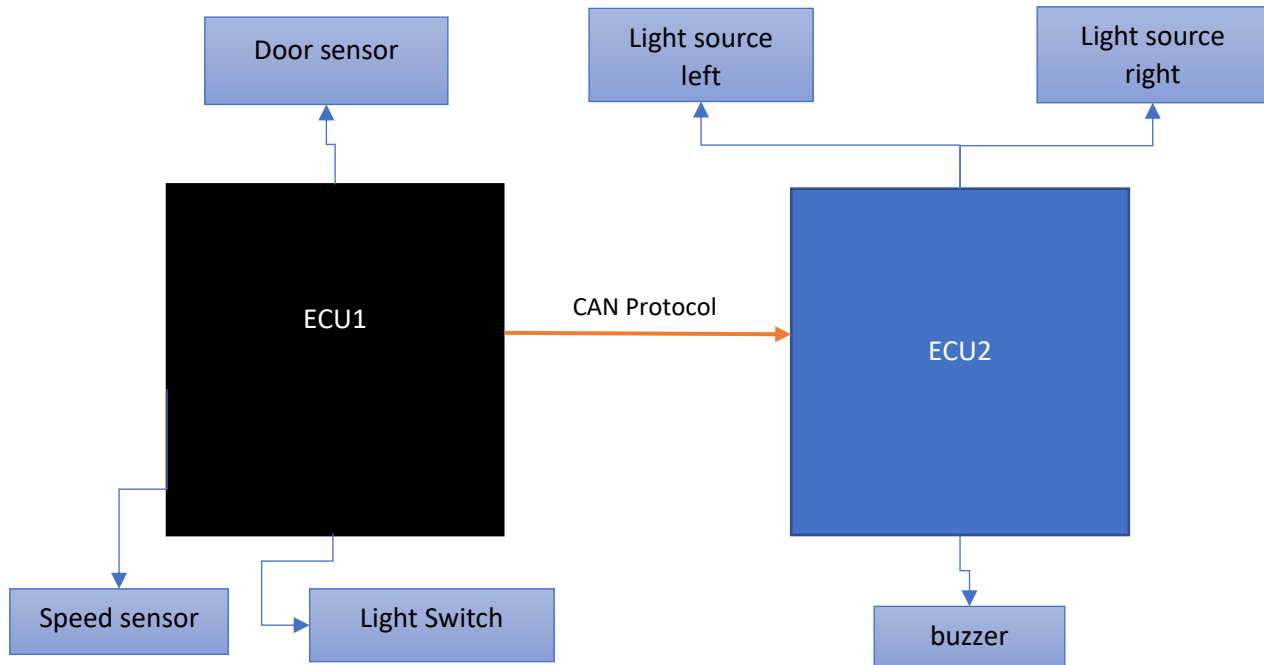 Door sensor
Light source
left
Light source
right
ECU1
CAN Protocol
ECU2
Speed sensor
Light Switch
buzzer